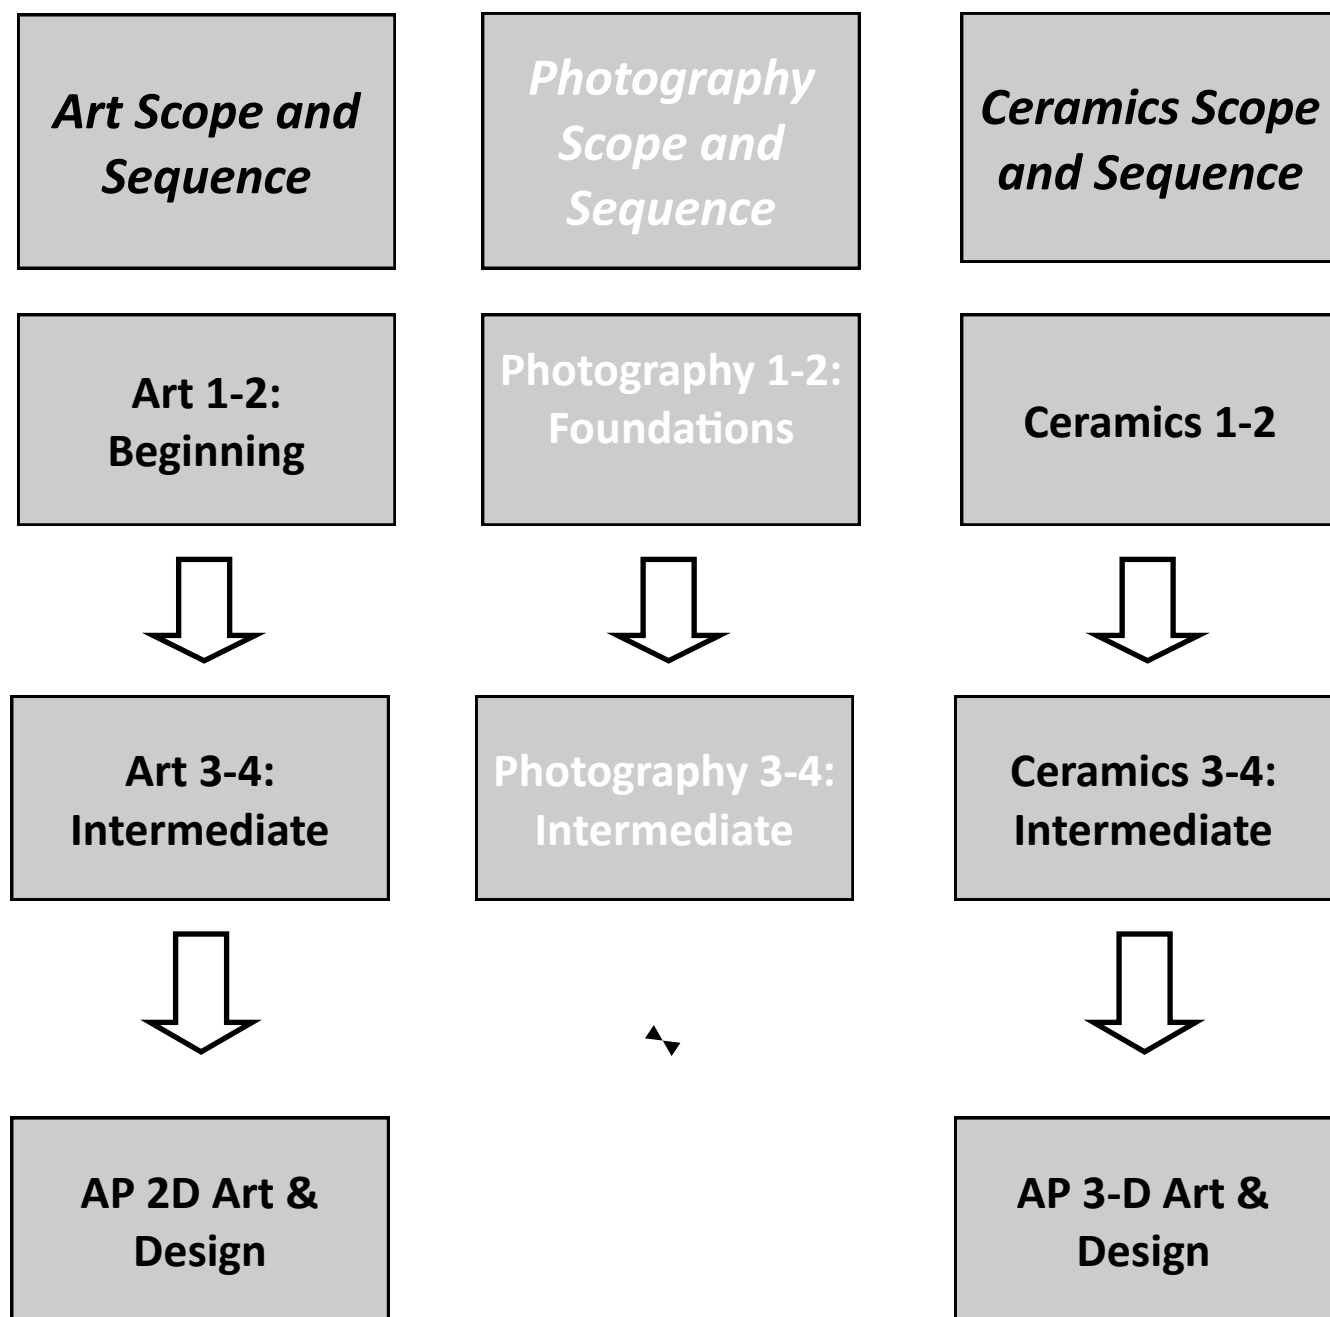 Art Scope and
Sequence
Photography
Scope and
Sequence
Ceramics Scope
and Sequence
Art 1-2:
Beginning
Photography 1-2:
Foundations
Ceramics 1-2
Art 3-4:
Intermediate
Photography 3-4:
Intermediate
Ceramics 3-4:
Intermediate
AP 2D Art &
Design
AP 3-D Art &
Design